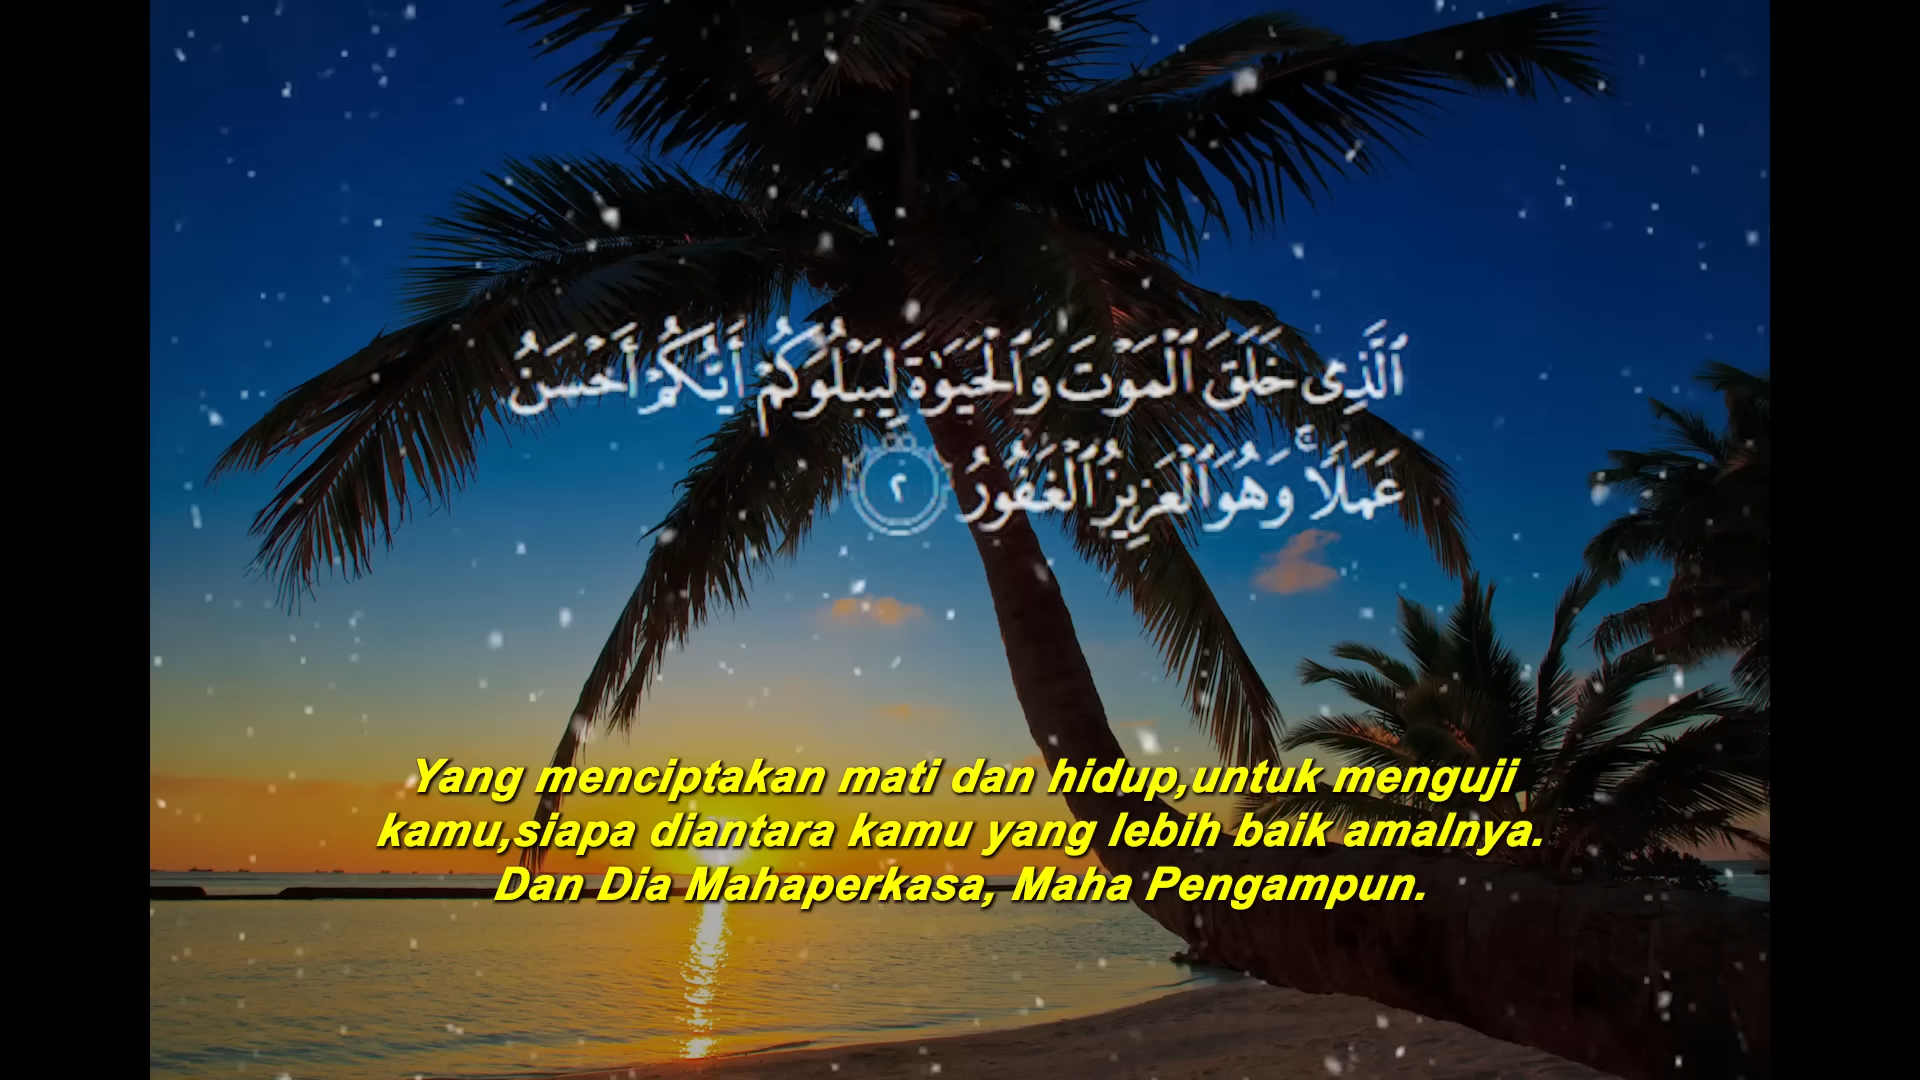 ٱلَّذِى خَلَقَ ٱلْمَوْتَ وَٱلْحَيَوٰةَ لِيَبْلُوَكُمْ أَيُّكُمْ أَحْسَنُ
عَمَلًا ۚ وَهُوَ ٱلْعَزِيزُ ٱلْغَفُورُ ٢
Yang menciptakan mati dan hidup,untuk menguji
kamu,siapa diantara kamu yang lebih baik amalnya.
Dan Dia Mahaperkasa, Maha Pengampun.